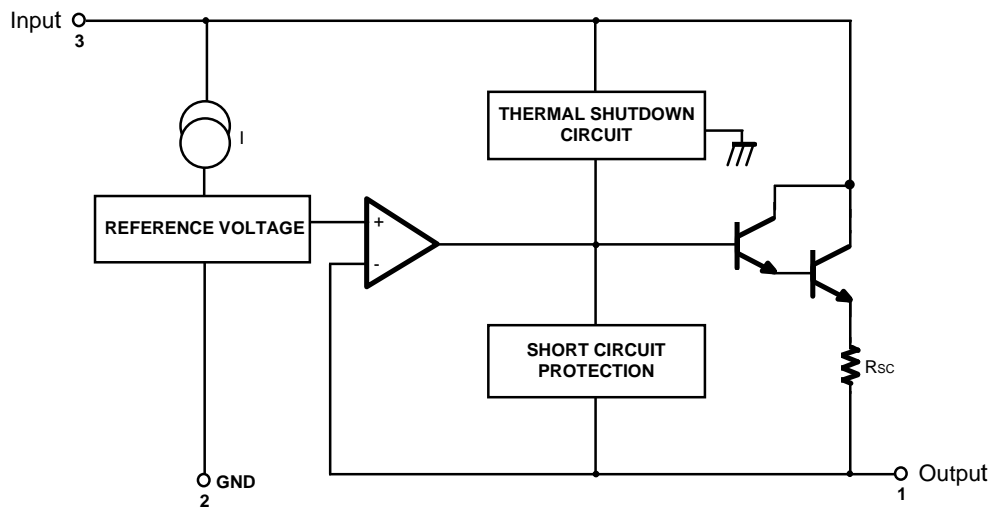 Input
3
THERMAL SHUTDOWN
CIRCUIT
I
REFERENCE VOLTAGE
+
-
SHORT CIRCUIT
PROTECTION
RSC
GND
2
Output
1